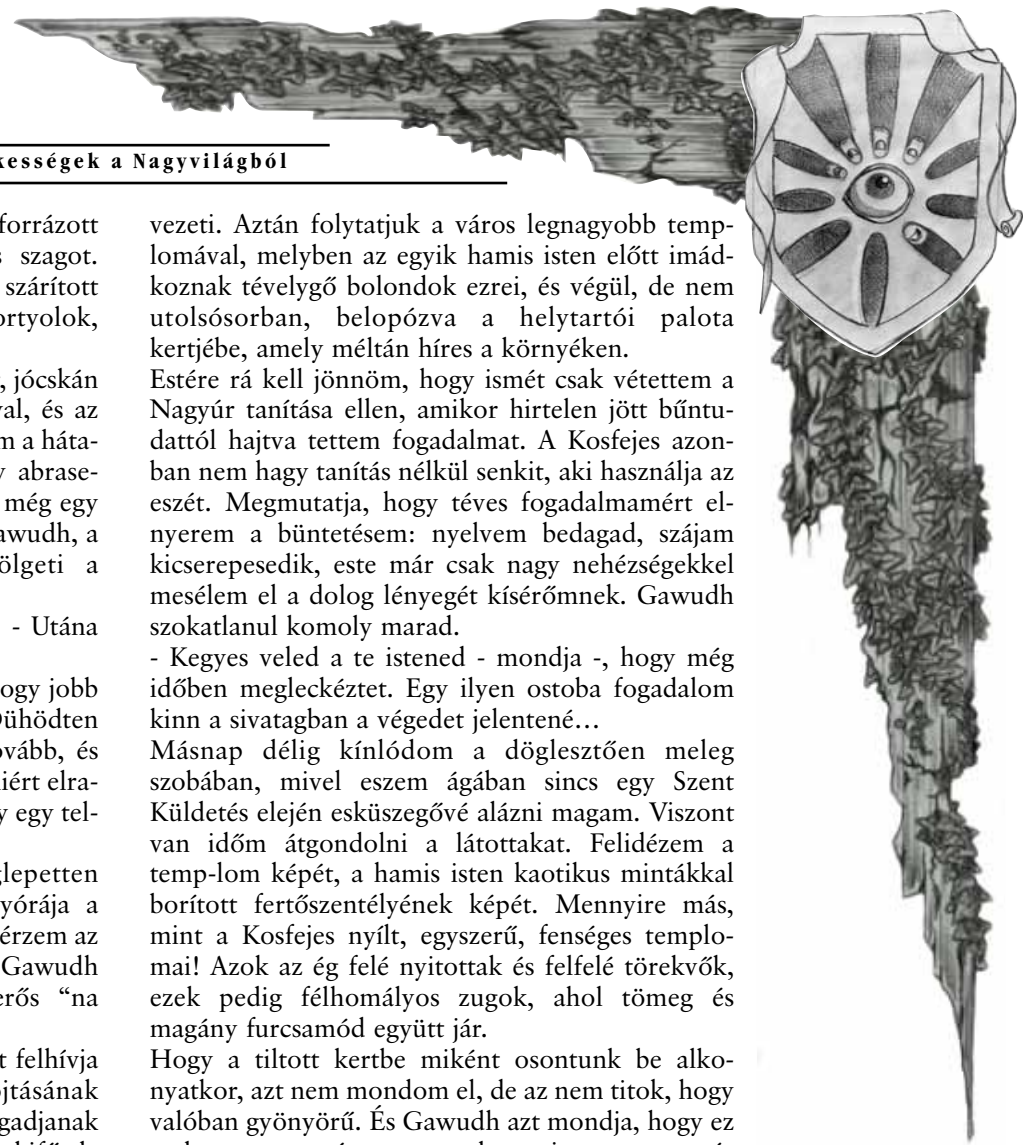 kességek a Nagyvilágból
forrázott
s szagot.
szárított
ortyolok,
, jócskán
val, és az
m a háta-
y abrase-
még egy
awudh, a
ölgeti a
- Utána
ogy jobb
Dühödten
ovább, és
iért elra-
y egy tel-
glepetten
yórája a
érzem az
Gawudh
erős “na
t felhívja
ojtásának
gadjanak
vezeti. Aztán folytatjuk a város legnagyobb temp-
lomával, melyben az egyik hamis isten előtt imád-
koznak tévelygő bolondok ezrei, és végül, de nem
utolsósorban, belopózva a helytartói palota
kertjébe, amely méltán híres a környéken.
Estére rá kell jönnöm, hogy ismét csak vétettem a
Nagyúr tanítása ellen, amikor hirtelen jött bűntu-
dattól hajtva tettem fogadalmat. A Kosfejes azon-
ban nem hagy tanítás nélkül senkit, aki használja az
eszét. Megmutatja, hogy téves fogadalmamért el-
nyerem a büntetésem: nyelvem bedagad, szájam
kicserepesedik, este már csak nagy nehézségekkel
mesélem el a dolog lényegét kísérőmnek. Gawudh
szokatlanul komoly marad.
- Kegyes veled a te istened - mondja -, hogy még
időben megleckéztet. Egy ilyen ostoba fogadalom
kinn a sivatagban a végedet jelentené...
Másnap délig kínlódom a döglesztően meleg
szobában, mivel eszem ágában sincs egy Szent
Küldetés elején esküszegővé alázni magam. Viszont
van időm átgondolni a látottakat. Felidézem a
temp-lom képét, a hamis isten kaotikus mintákkal
borított fertőszentélyének képét. Mennyire más,
mint a Kosfejes nyílt, egyszerű, fenséges templo-
mai! Azok az ég felé nyitottak és felfelé törekvők,
ezek pedig félhomályos zugok, ahol tömeg és
magány furcsamód együtt jár.
Hogy a tiltott kertbe miként osontunk be alko-
nyatkor, azt nem mondom el, de az nem titok, hogy
valóban gyönyörű. És Gawudh azt mondja, hogy ez